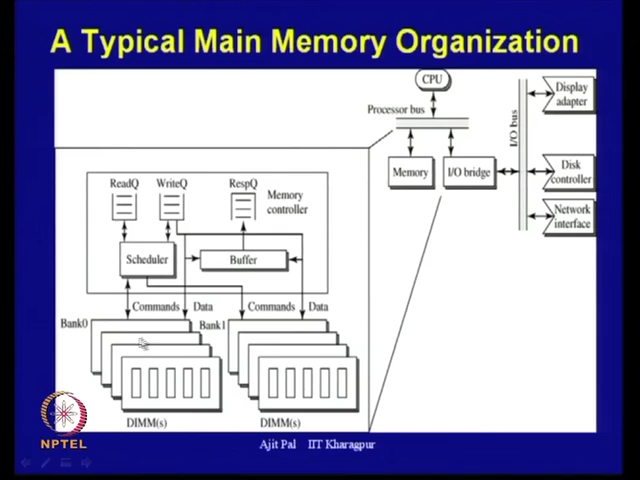 A Typical Main Memory Organization
CPU
Processor bus
I/O bus
Display
adapter
Memory
I/O bridge
Disk
controller
Network
interface
ReadQ
WriteQ
RespQ
Memory
controller
Scheduler
Buffer
Commands
Data
Commands
Data
Bank0
Bank1
DIMM(s)
DIMM(s)
NPTEL
Ajit Pal IIT Kharagpur